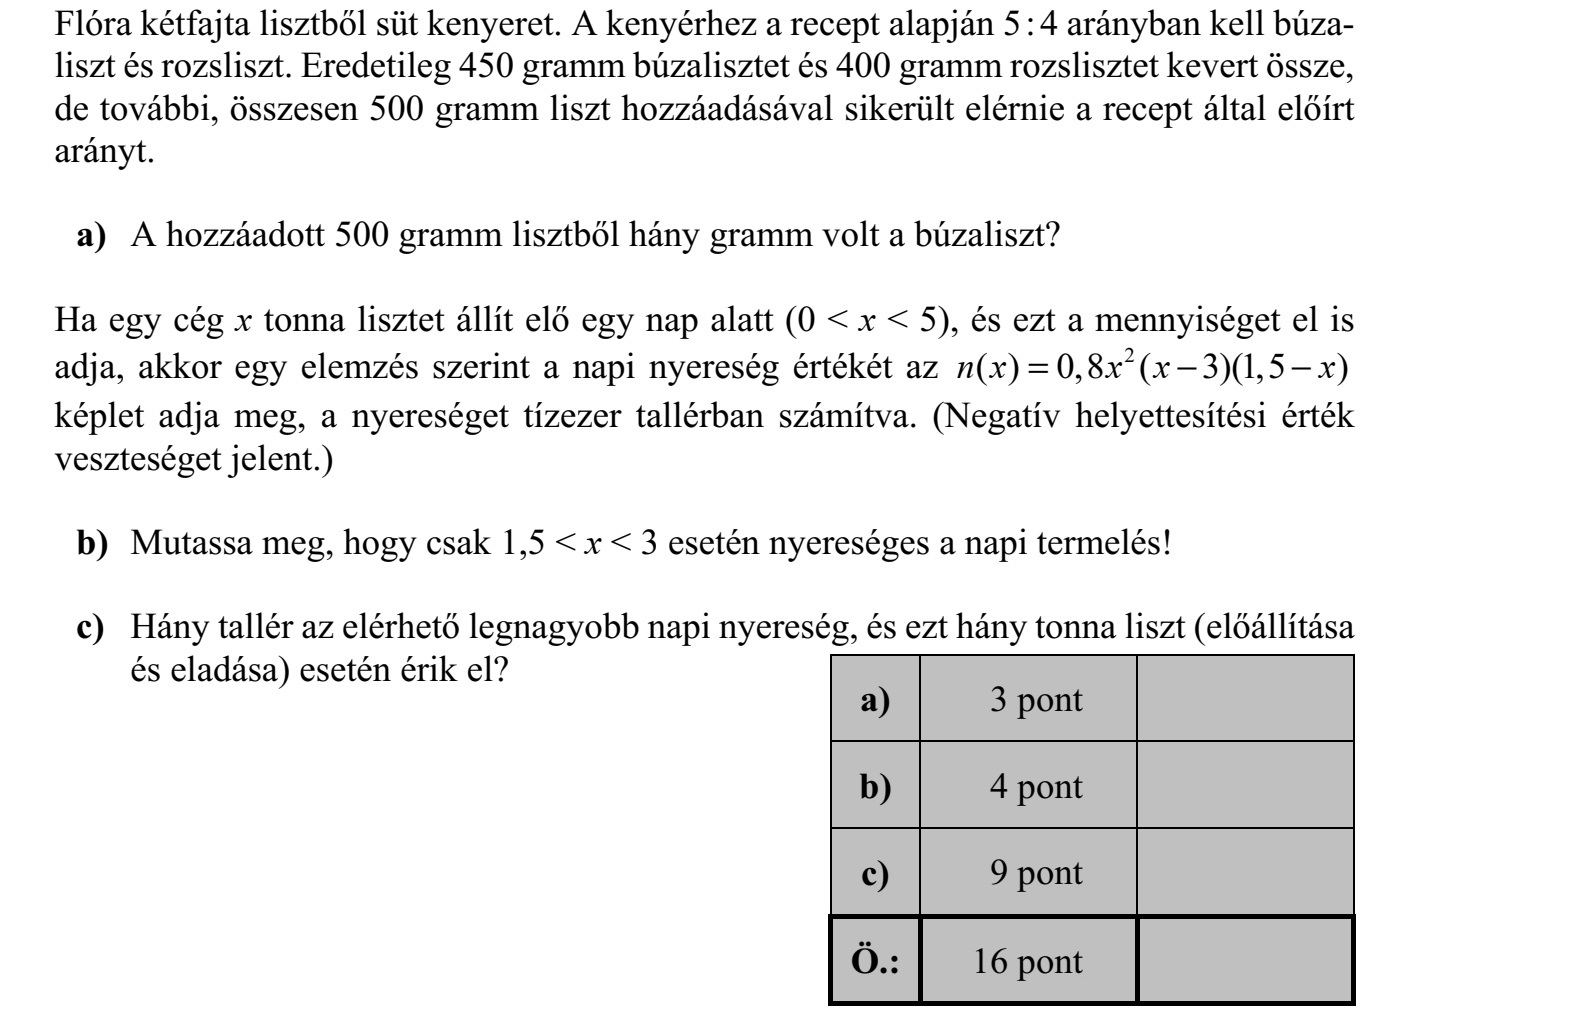 Flóra kétfajta lisztből süt kenyeret. A kenyérhez a recept alapján 5 : 4 arányban kell búza-
liszt és rozsliszt. Eredetileg 450 gramm búzalisztet és 400 gramm rozslisztet kevert össze,
de további, összesen 500 gramm liszt hozzáadásával sikerült elérnie a recept által előírt
arányt.
a) A hozzáadott 500 gramm lisztből hány gramm volt a búzaliszt?
Ha egy cég x tonna lisztet állít elő egy nap alatt (0 < x < 5), és ezt a mennyiséget el is
adja, akkor egy elemzés szerint a napi nyereség értékét az n(x) = 0,8x²(x − 3)(1,5 − x)
képlet adja meg, a nyereséget tízezer tallérban számítva. (Negatív helyettesítési érték
veszteséget jelent.)
b) Mutassa meg, hogy csak 1,5 < x < 3 esetén nyereséges a napi termelés!
c) Hány tallér az elérhető legnagyobb napi nyereség, és ezt hány tonna liszt (előállítása
és eladása) esetén érik el?
a) 3 pont
b) 4 pont
c) 9 pont
Ö.: 16 pont